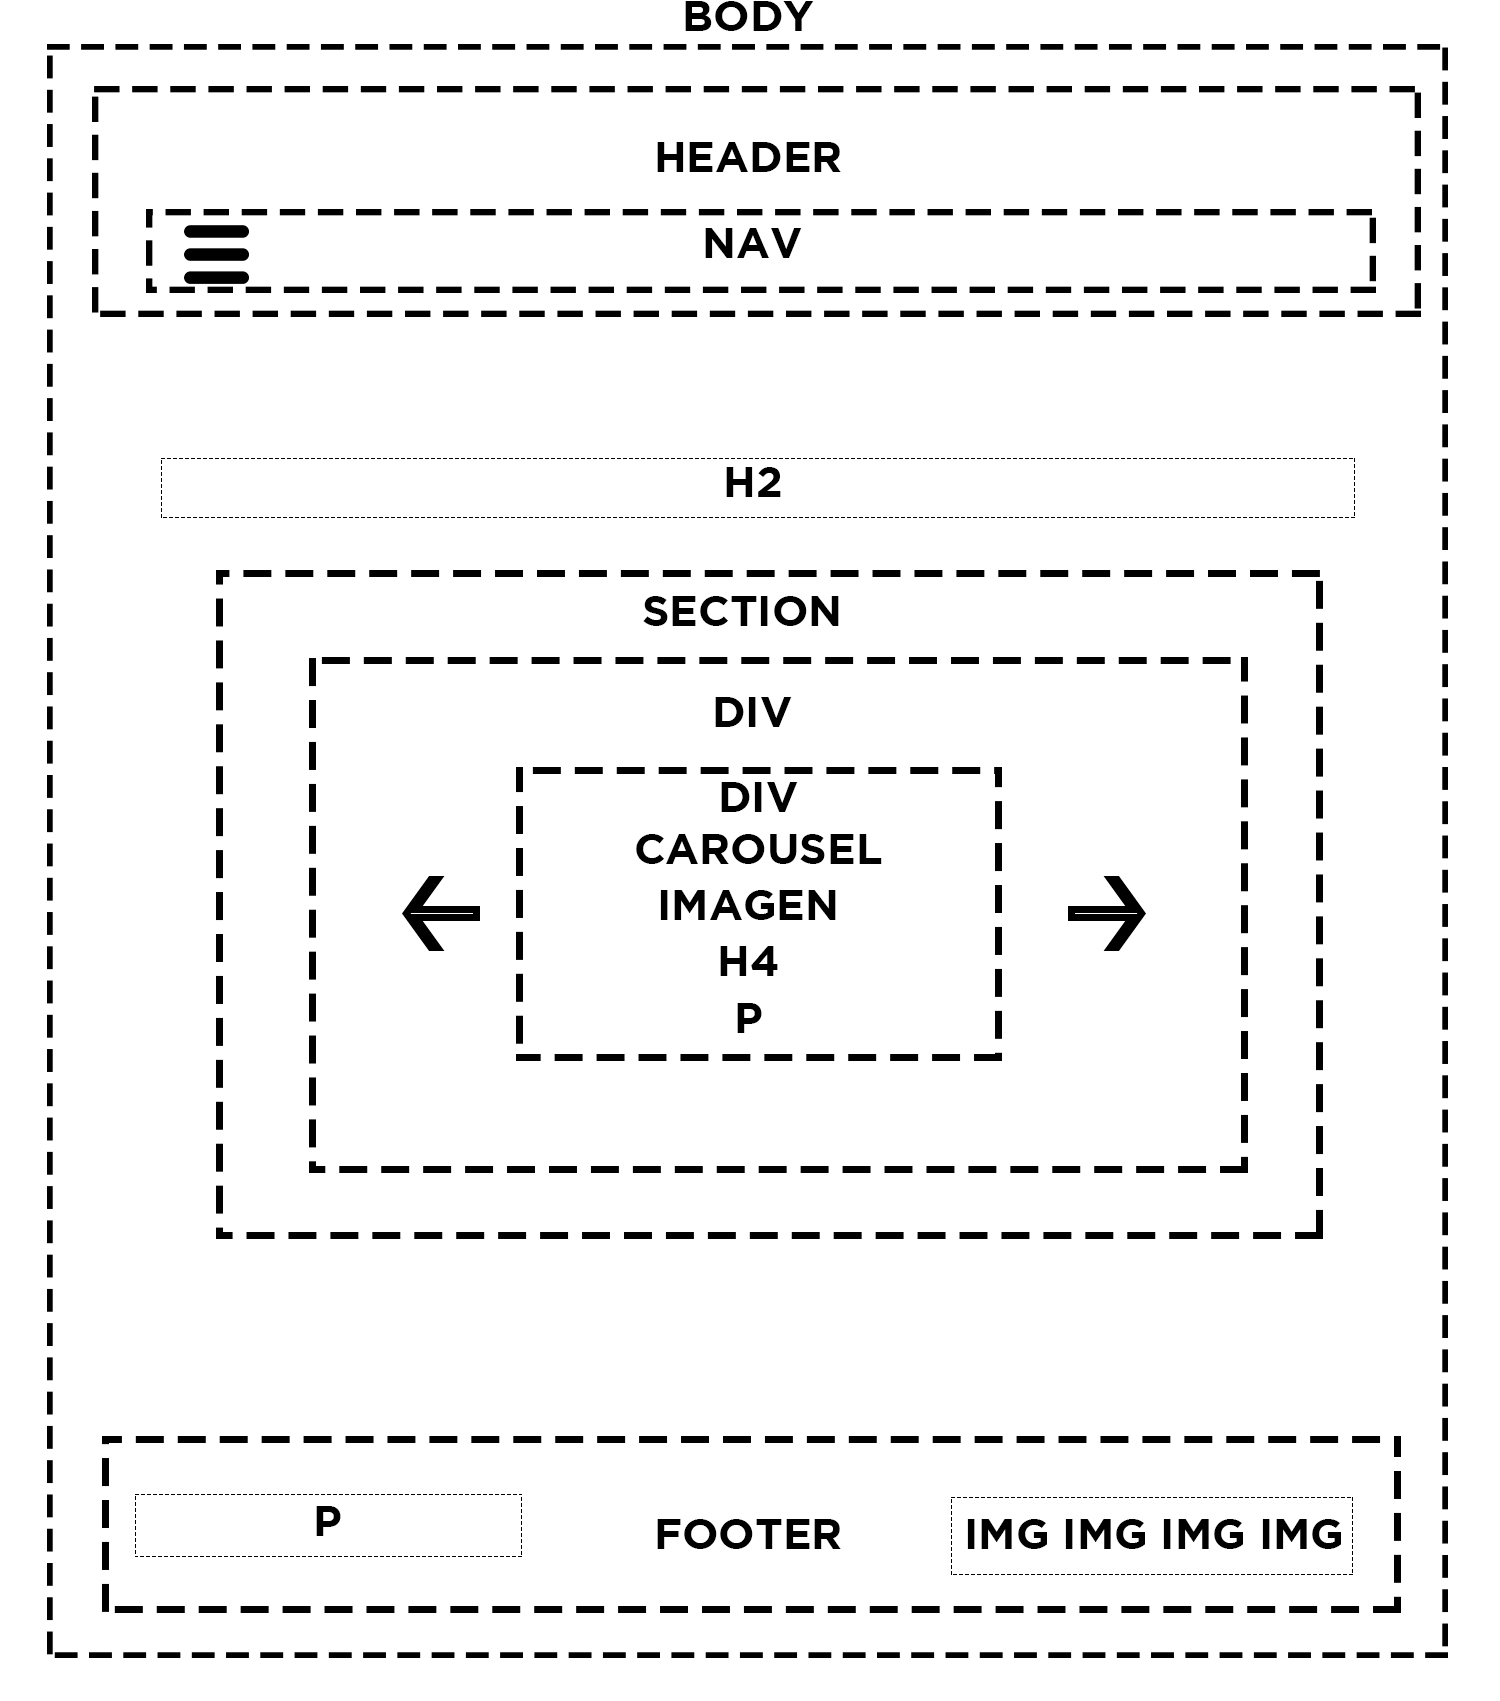 BODY
HEADER
NAV
H2
SECTION
DIV
DIV
CAROUSEL
IMAGEN
H4
P
P
FOOTER
IMG IMG IMG IMG